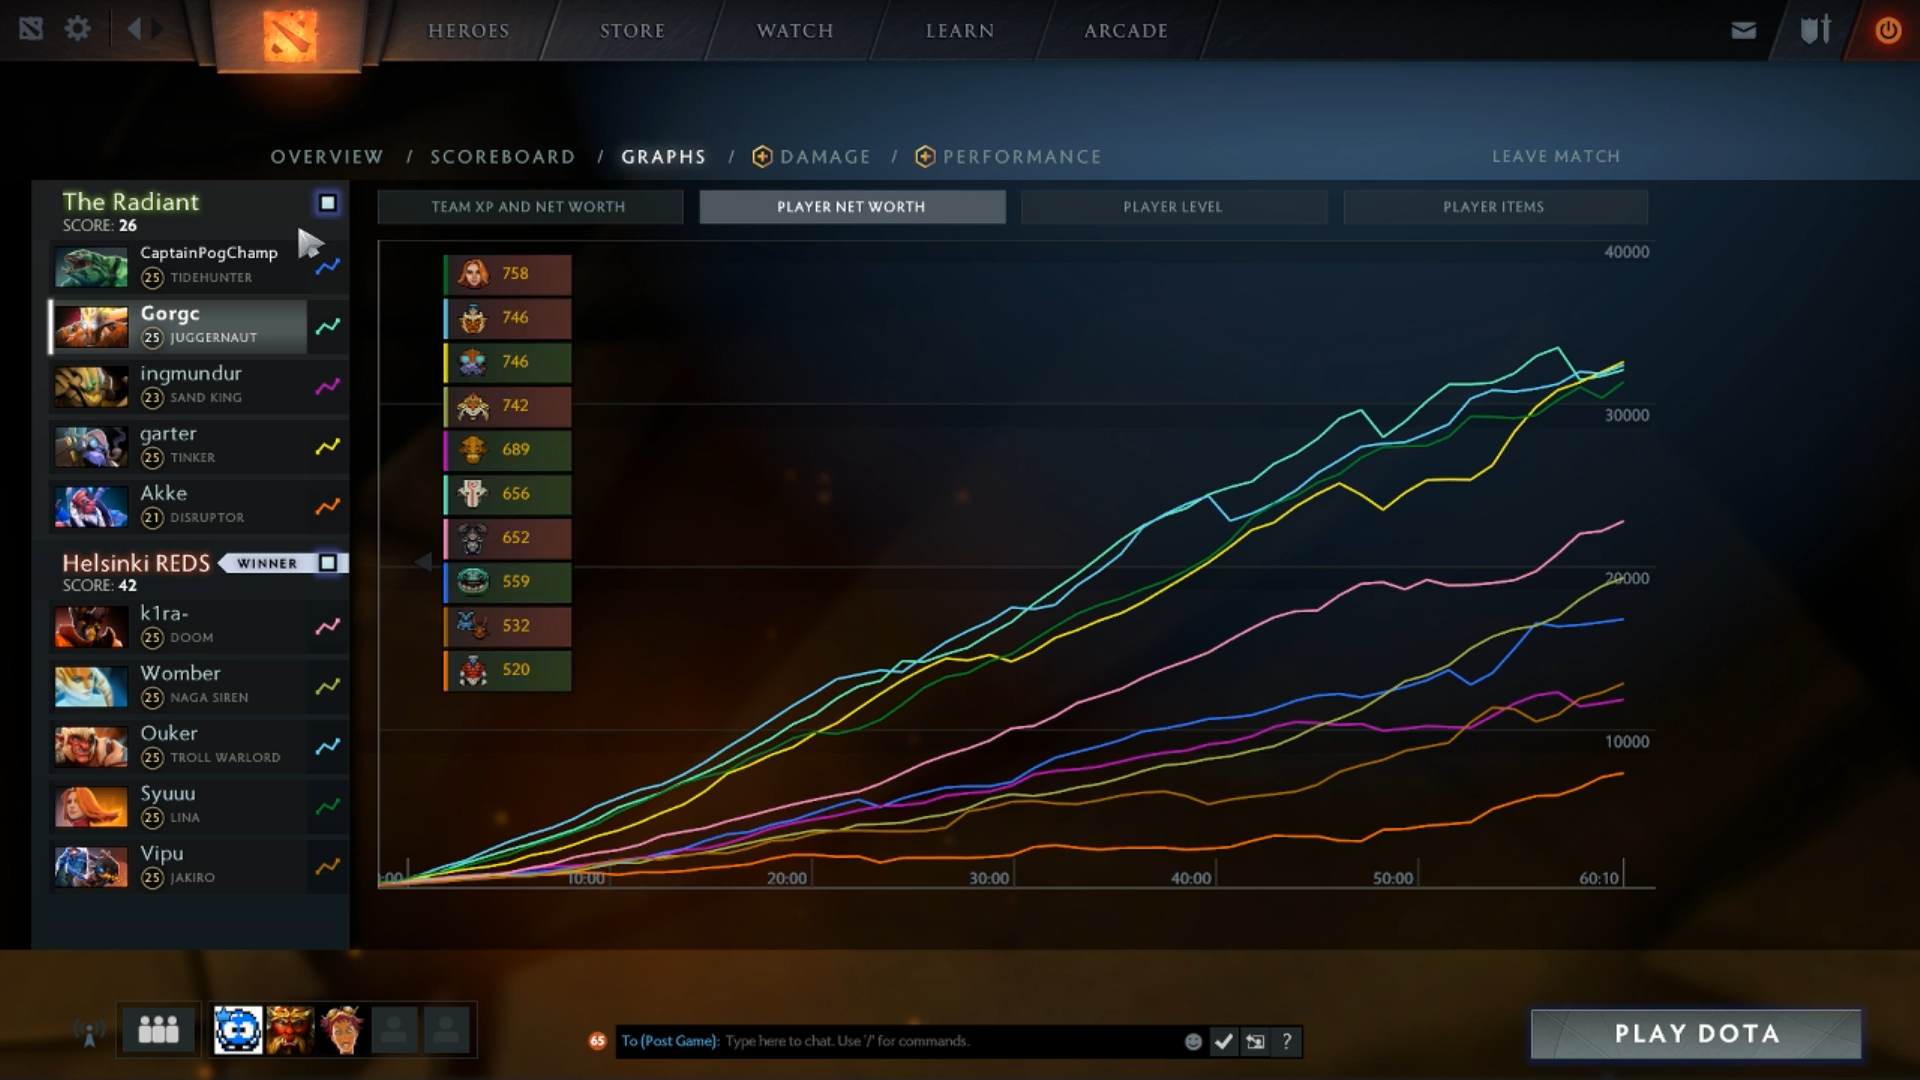 HEROES
STORE
WATCH
LEARN
ARCADE
OVERVIEW / SCOREBOARD / GRAPHS / DAMAGE / PERFORMANCE
LEAVE MATCH
The Radiant
SCORE: 26
CaptainPogChamp
25 TIDEHUNTER
Gorgc
25 JUGGERNAUT
ingmundur
23 SAND KING
garter
25 TINKER
Akke
21 DISRUPTOR
Helsinki REDS
WINNER
SCORE: 42
k1ra-
25 DOOM
Womber
25 NAGA SIREN
Ouker
25 TROLL WARLORD
Syuuu
25 LINA
Vipu
25 JAKIRO
TEAM XP AND NET WORTH
PLAYER NET WORTH
PLAYER LEVEL
PLAYER ITEMS
758
746
746
742
689
656
652
559
532
520
40000
30000
20000
10000
:00
10:00
20:00
30:00
40:00
50:00
60:10
65
To (Post Game): Type here to chat. Use '/' for commands.
?
PLAY DOTA